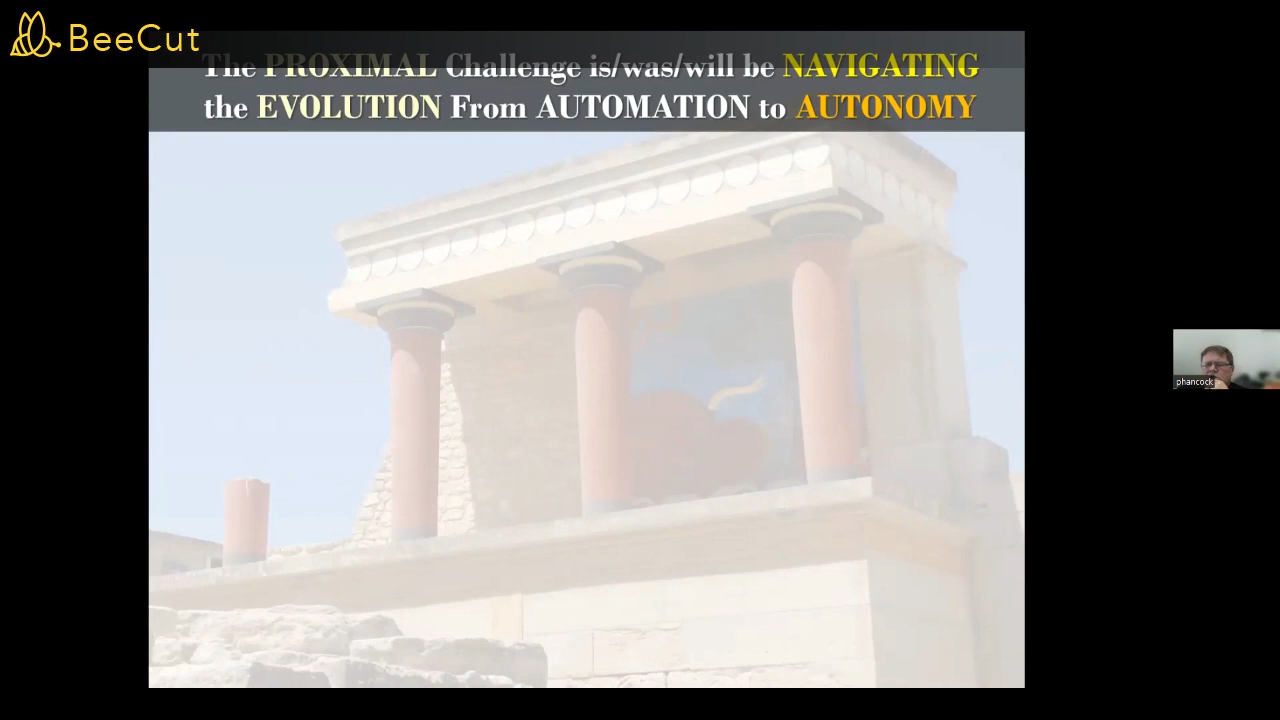 BeeCut
The PROXIMAL Challenge is/was/will be NAVIGATING
the EVOLUTION From AUTOMATION to AUTONOMY
phancock